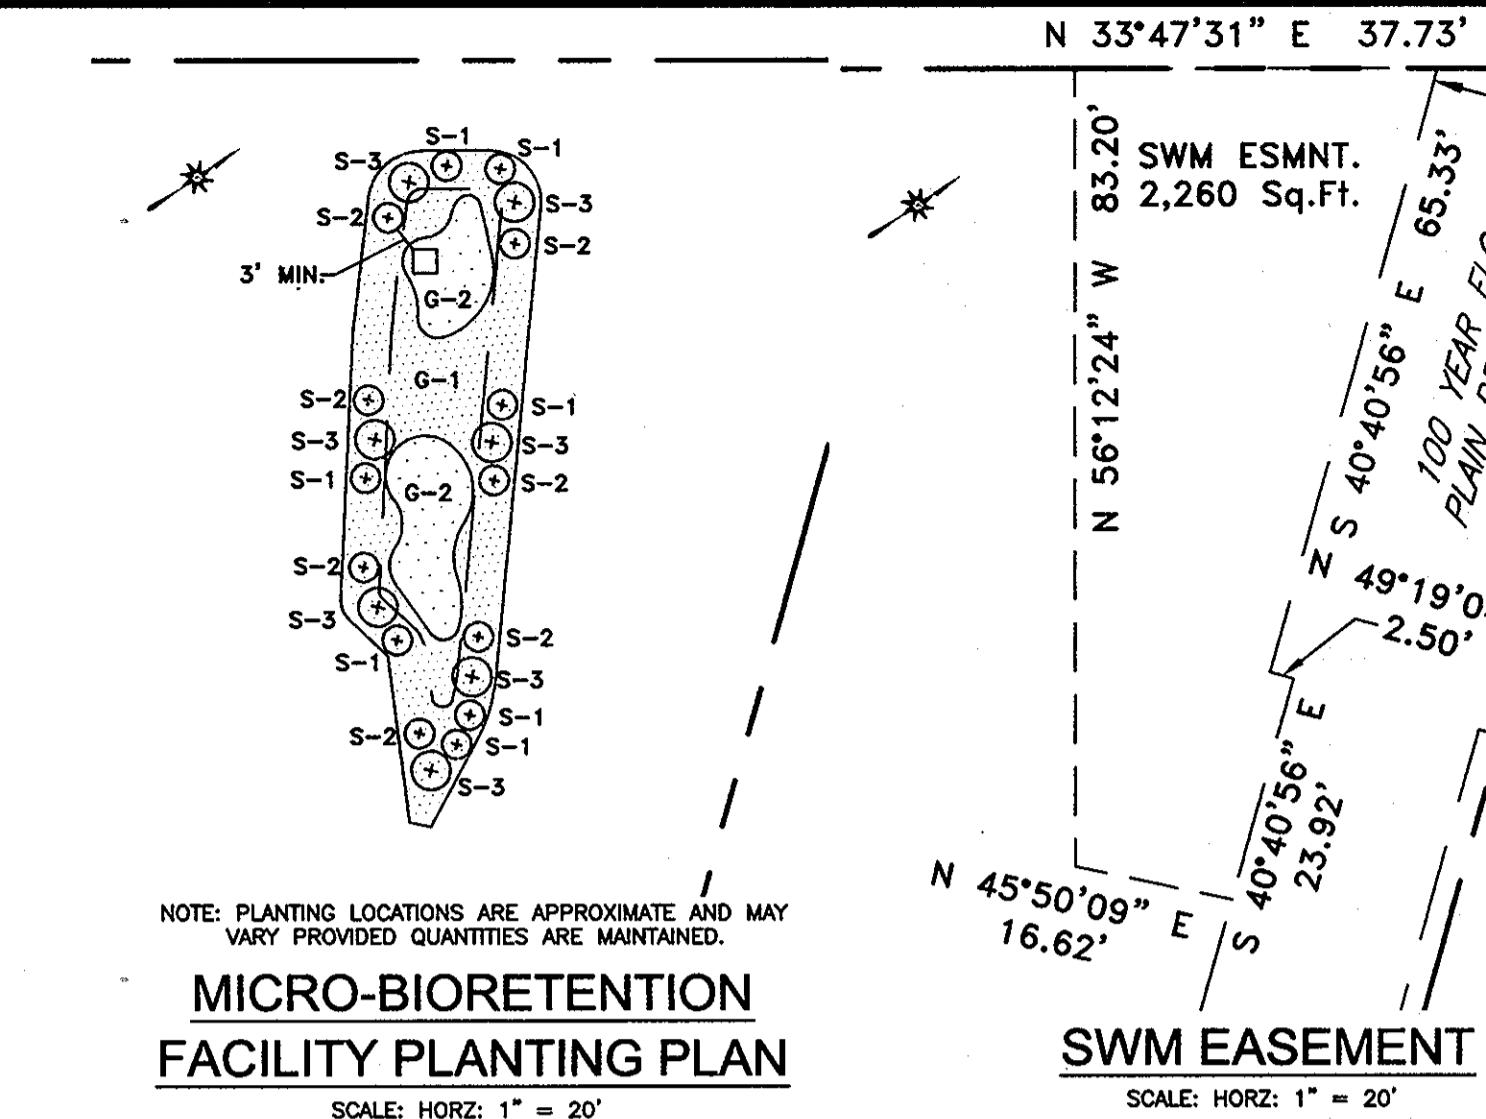 S-1
S-1
S-3
S-3
S-2
S-2
3' MIN.
G-2
G-1
S-2
S-1
S-3
S-3
S-1
S-2
G-2
S-2
S-3
S-2
S-1
S-3
S-1
S-2
S-1
S-3
NOTE: PLANTING LOCATIONS ARE APPROXIMATE AND MAY
VARY PROVIDED QUANTITIES ARE MAINTAINED.
MICRO-BIORETENTION
FACILITY PLANTING PLAN
SCALE: HORZ: 1" = 20'
N 33°47'31" E 37.73'
SWM ESMNT.
2,260 Sq.Ft.
N 56°12'24" W 83.20'
S 40°40'56" E 65.33'
100 YEAR
PLAIN
N 49°19'0
2.50'
S 40°40'56" E
23.92'
N 45°50'09" E
16.62'
SWM EASEMENT
SCALE: HORZ: 1" = 20'